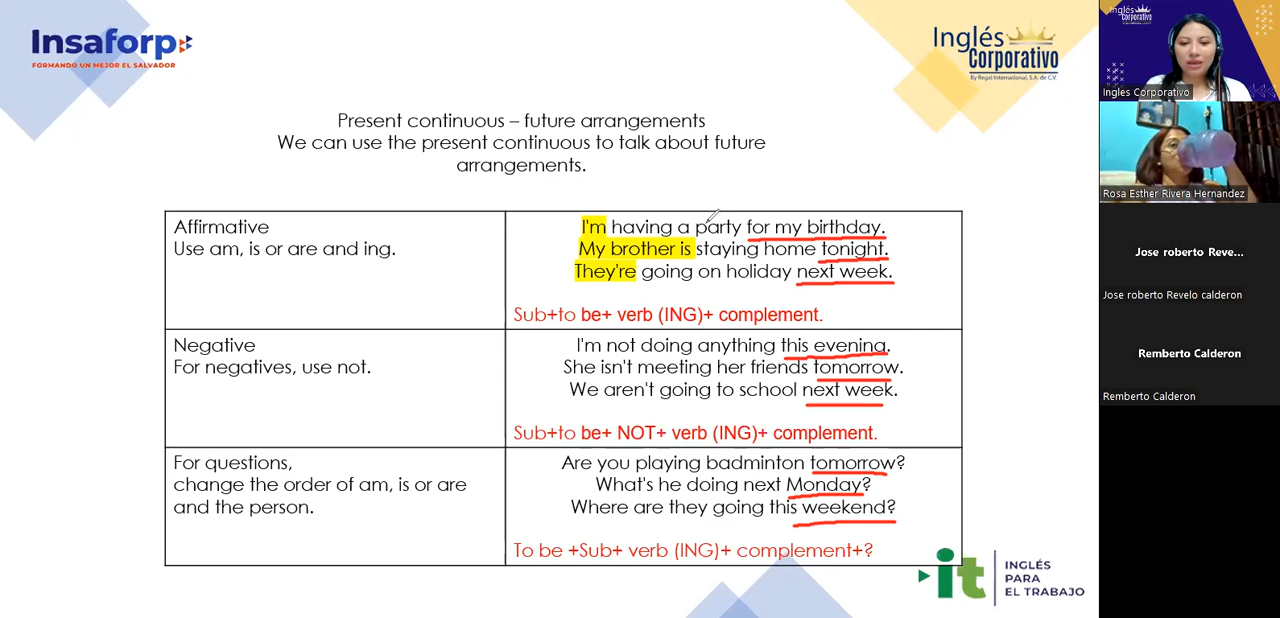 Insaforp
FORMANDO UN MEJOR EL SALVADOR
Inglés
Corporativo
By Regal International, S.A. de C.V.
Present continuous – future arrangements
We can use the present continuous to talk about future
arrangements.
Affirmative
Use am, is or are and ing.
I'm having a party for my birthday.
My brother is staying home tonight.
They're going on holiday next week.
Sub+to be+ verb (ING)+ complement.
Negative
For negatives, use not.
I'm not doing anything this evening.
She isn't meeting her friends tomorrow.
We aren't going to school next week.
Sub+to be+ NOT+ verb (ING)+ complement.
For questions,
change the order of am, is or are
and the person.
Are you playing badminton tomorrow?
What's he doing next Monday?
Where are they going this weekend?
To be +Sub+ verb (ING)+ complement+?
it
INGLÉS
PARA
EL TRABAJO
Inglés
Corporativo
Ingles Corporativo
Rosa Esther Rivera Hernandez
Jose roberto Reve...
Jose roberto Revelo calderon
Remberto Calderon
Remberto Calderon